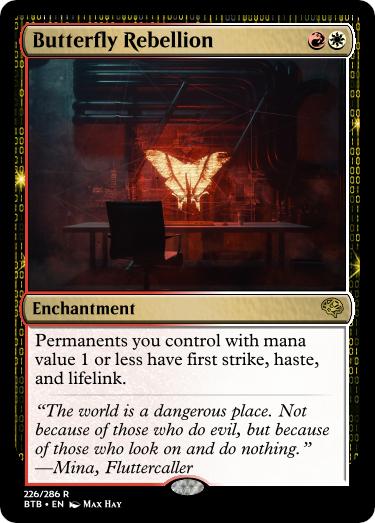 Butterfly Rebellion
Enchantment
Permanents you control with mana
value 1 or less have first strike, haste,
and lifelink.
“The world is a dangerous place. Not
because of those who do evil, but because
of those who look on and do nothing.”
—Mina, Fluttercaller
226/286 R
BTB • EN Max Hay